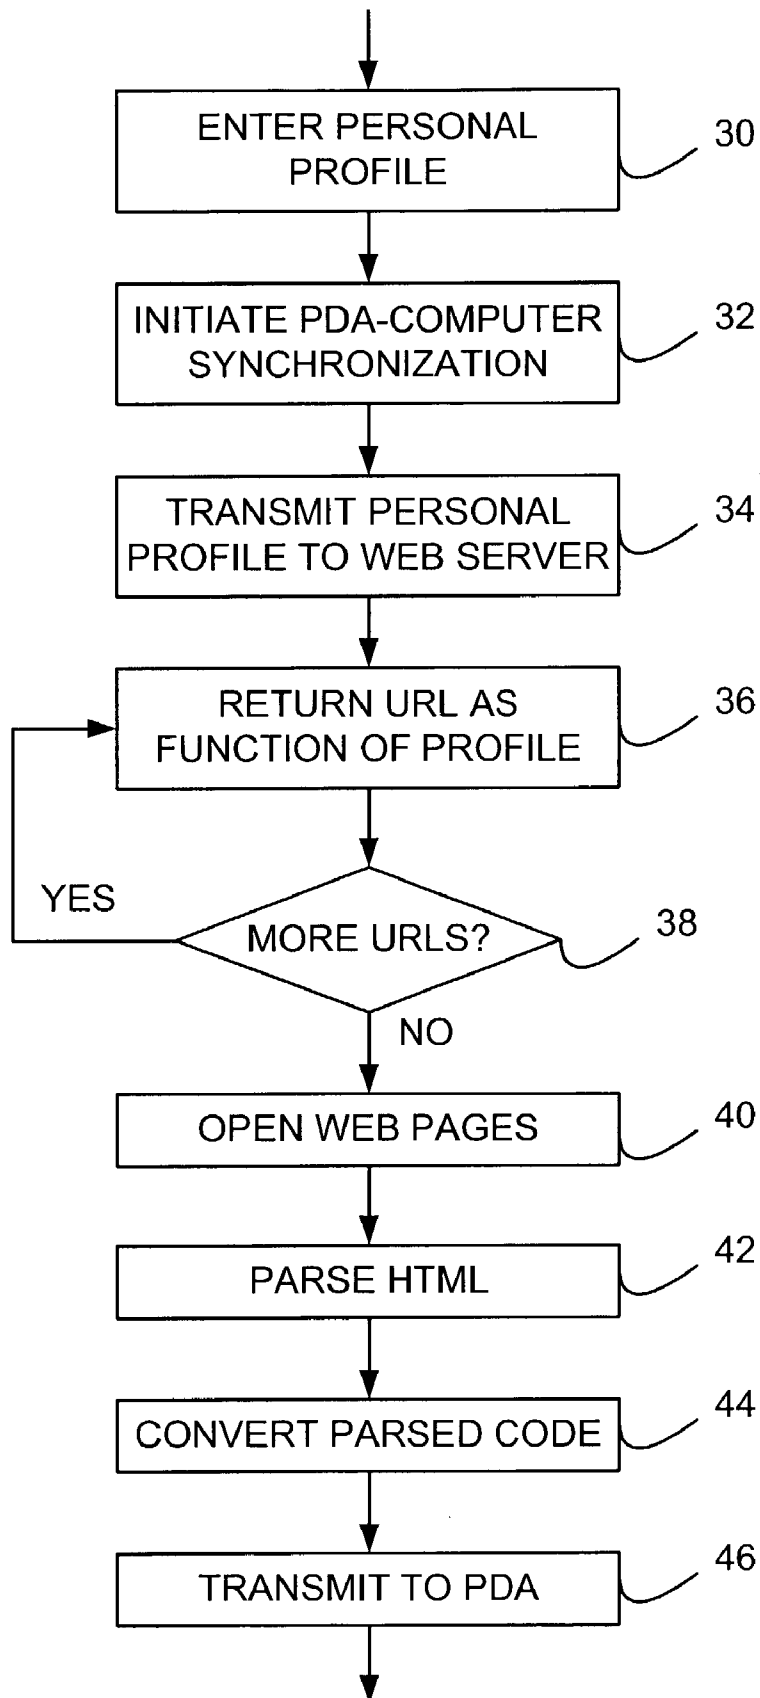 ENTER PERSONAL
PROFILE
30
INITIATE PDA-COMPUTER
SYNCHRONIZATION
32
TRANSMIT PERSONAL
PROFILE TO WEB SERVER
34
RETURN URL AS
FUNCTION OF PROFILE
36
YES
MORE URLS?
38
NO
OPEN WEB PAGES
40
PARSE HTML
42
CONVERT PARSED CODE
44
TRANSMIT TO PDA
46